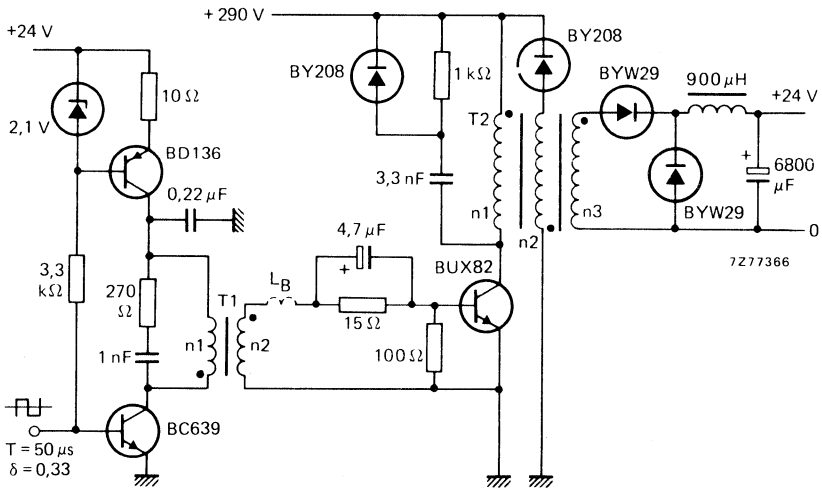 + 290 V
+24 V
BY208
1 kΩ
BY208
BYW29
900 μH
+24 V
10 Ω
2,1 V
T2
BD136
3,3 nF
+
6800
μF
BYW29
0,22 μF
n1
n2
n3
0
4,7 μF
+
7Z77366
BUX82
3,3
kΩ
270
Ω
T1
LB
15 Ω
n1
n2
100 Ω
1 nF
BC639
T = 50 μs
δ = 0,33